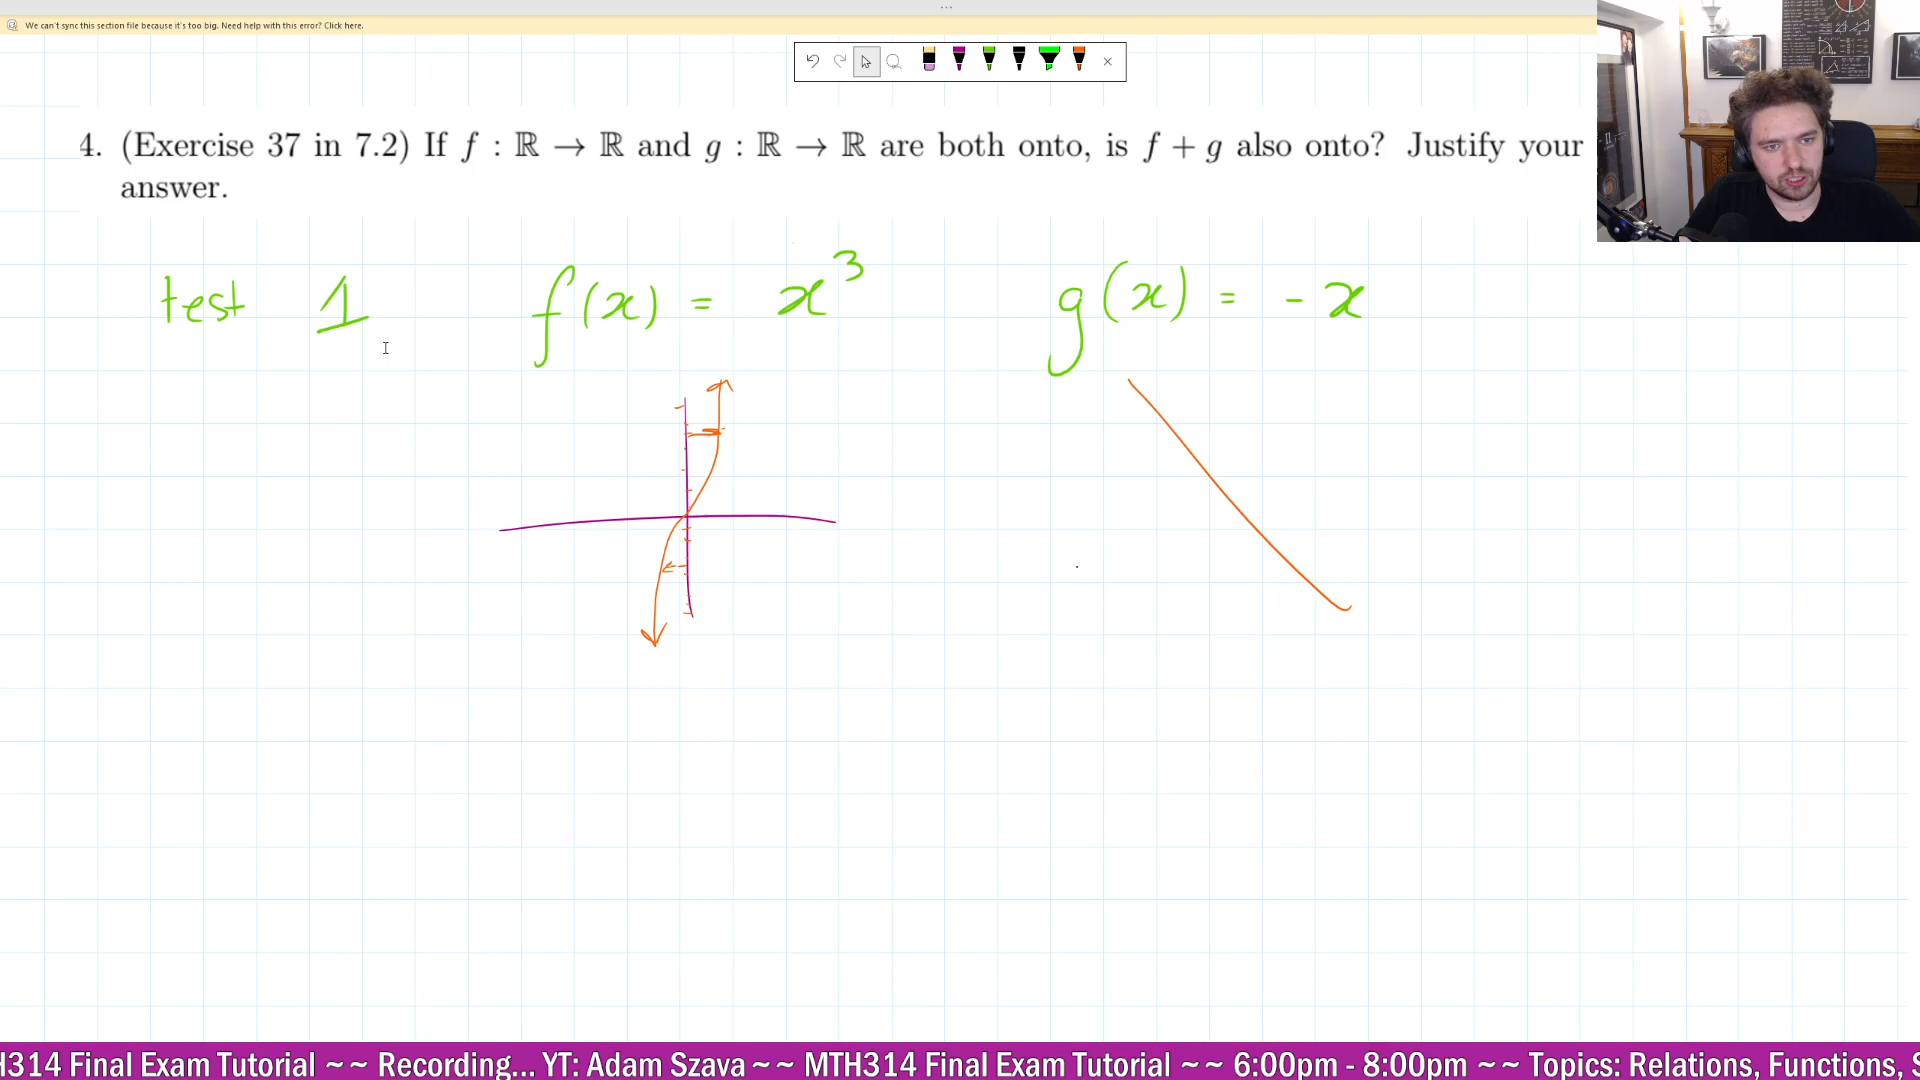 We can't sync this section file because it's too big. Need help with this error? Click here.
4. (Exercise 37 in 7.2) If f : ℝ → ℝ and g : ℝ → ℝ are both onto, is f + g also onto? Justify your
answer.
test 1 f(x) = x³ g(x) = -x
H314 Final Exam Tutorial ~~ Recording... YT: Adam Szava ~~ MTH314 Final Exam Tutorial ~~ 6:00pm - 8:00pm ~~ Topics: Relations, Functions, S